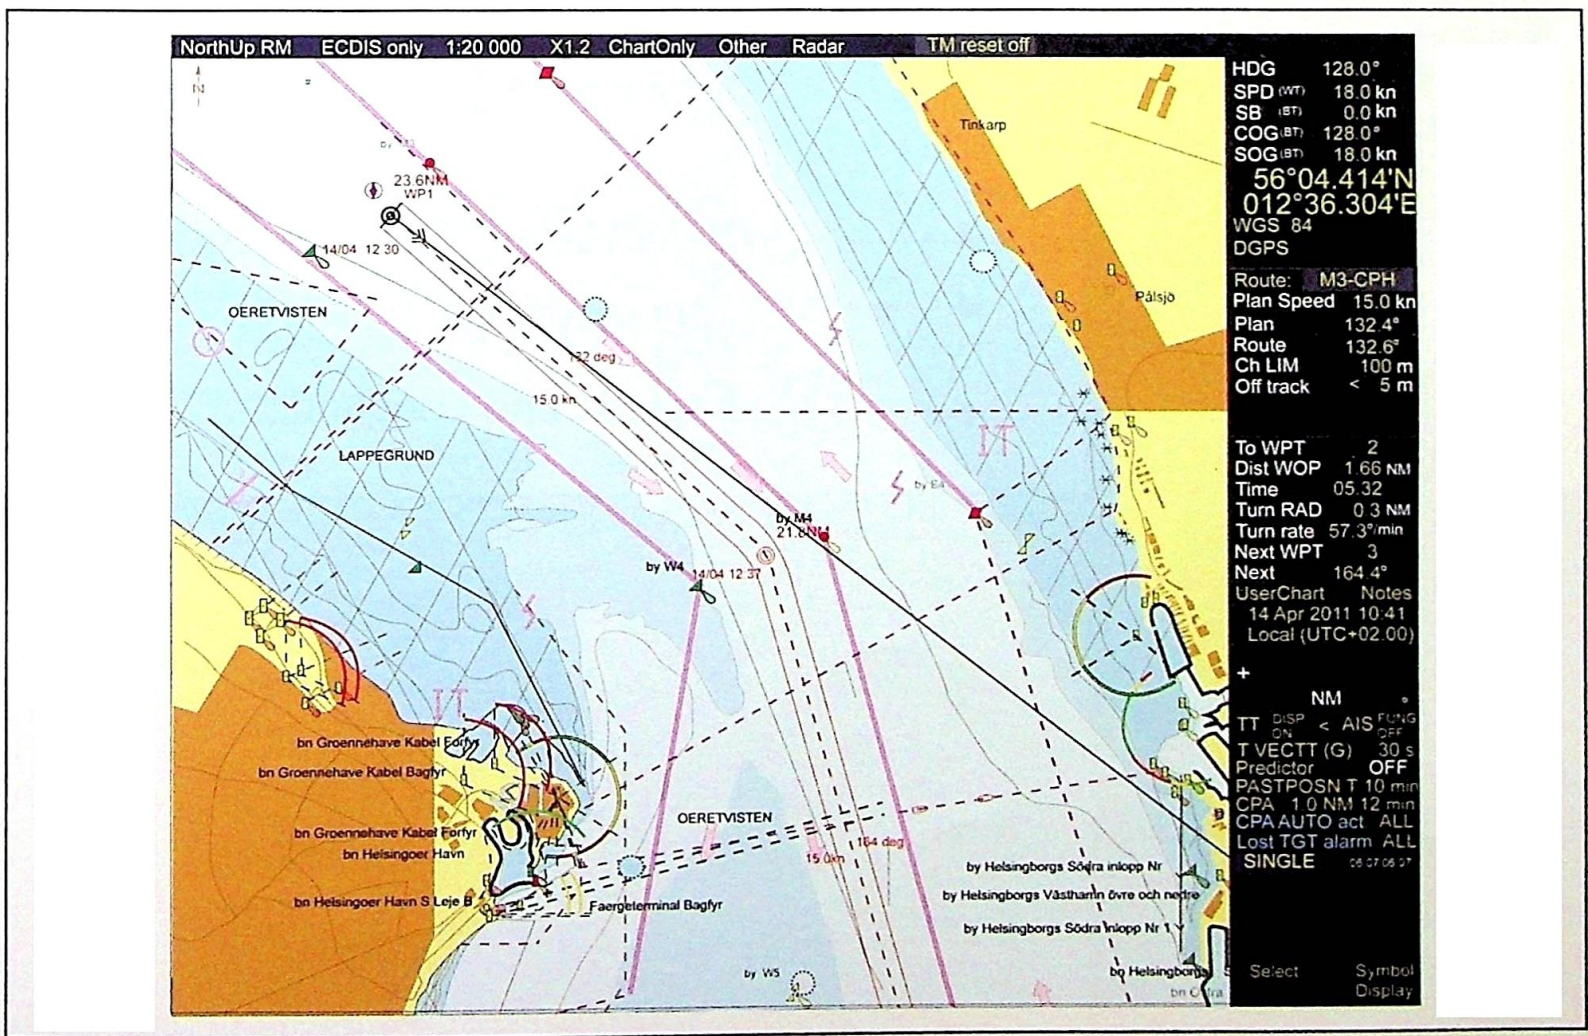 NorthUp RM ECDIS only 1:20 000 X1.2 ChartOnly Other Radar TM reset off
HDG 128.0°
SPD (WT) 18.0 kn
SB (BT) 0.0 kn
COG (BT) 128.0°
SOG (BT) 18.0 kn
56°04.414'N
012°36.304'E
WGS 84
DGPS
Route: M3-CPH
Plan Speed 15.0 kn
Plan 132.4°
Route 132.6°
Ch LIM 100 m
Off track < 5 m
To WPT 2
Dist WOP 1.66 NM
Time 05.32
Turn RAD 0.3 NM
Turn rate 57.3°/min
Next WPT 3
Next 164.4°
UserChart Notes
14 Apr 2011 10:41
Local (UTC+02.00)
+
NM °
TT DISP ON < AIS FUNG OFF
T VECTT (G) 30 s
Predictor OFF
PASTPOSN T 10 min
CPA 1.0 NM 12 min
CPA AUTO act ALL
Lost TGT alarm ALL
SINGLE
Select Symbol
Display
N
Tinkarp
by
23.6NM
WP1
14/04 12 30
Pålsjö
OERETVISTEN
132 deg
15.0 kn
LAPPEGRUND
by E4
by M4
21.8NM
by W4 14/04 12.37
bn Groennehave Kabel Forfyr
bn Groennehave Kabel Bagfyr
OERETVISTEN
bn Groennehave Kabel Forfyr
bn Helsingoer Havn
164 deg
15.0kn
by Helsingborgs Södra inlopp Nr
by Helsingborgs Västhamn övre och nedre
bn Helsingoer Havn S Leje B
Faergeterminal Bagfyr
by Helsingborgs Södra inlopp Nr 1
by W5
bn Helsingborgs